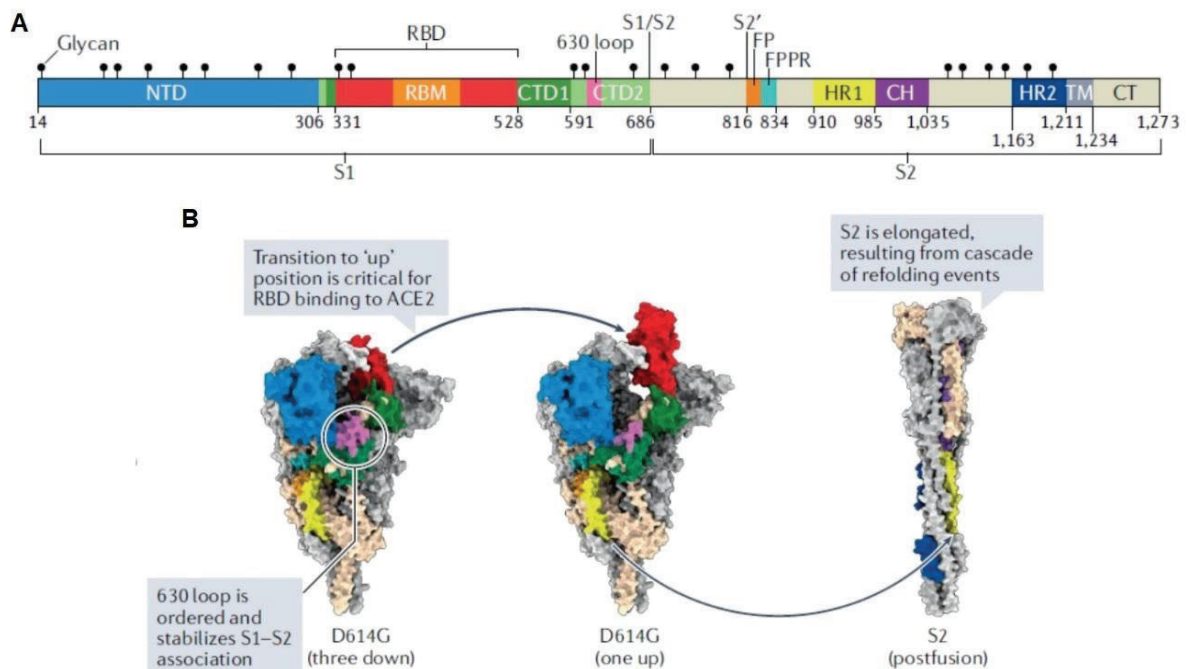 A
Glycan
RBD
630 loop
S1/S2
S2′
FP
FPPR
NTD
RBM
CTD1
CTD2
HR1
CH
HR2
TM
CT
14
306
331
528
591
686
816
834
910
985
1,035
1,163
1,211
1,234
1,273
S1
S2
B
Transition to ‘up’
position is critical for
RBD binding to ACE2
S2 is elongated,
resulting from cascade
of refolding events
630 loop is
ordered and
stabilizes S1–S2
association
D614G
(three down)
D614G
(one up)
S2
(postfusion)